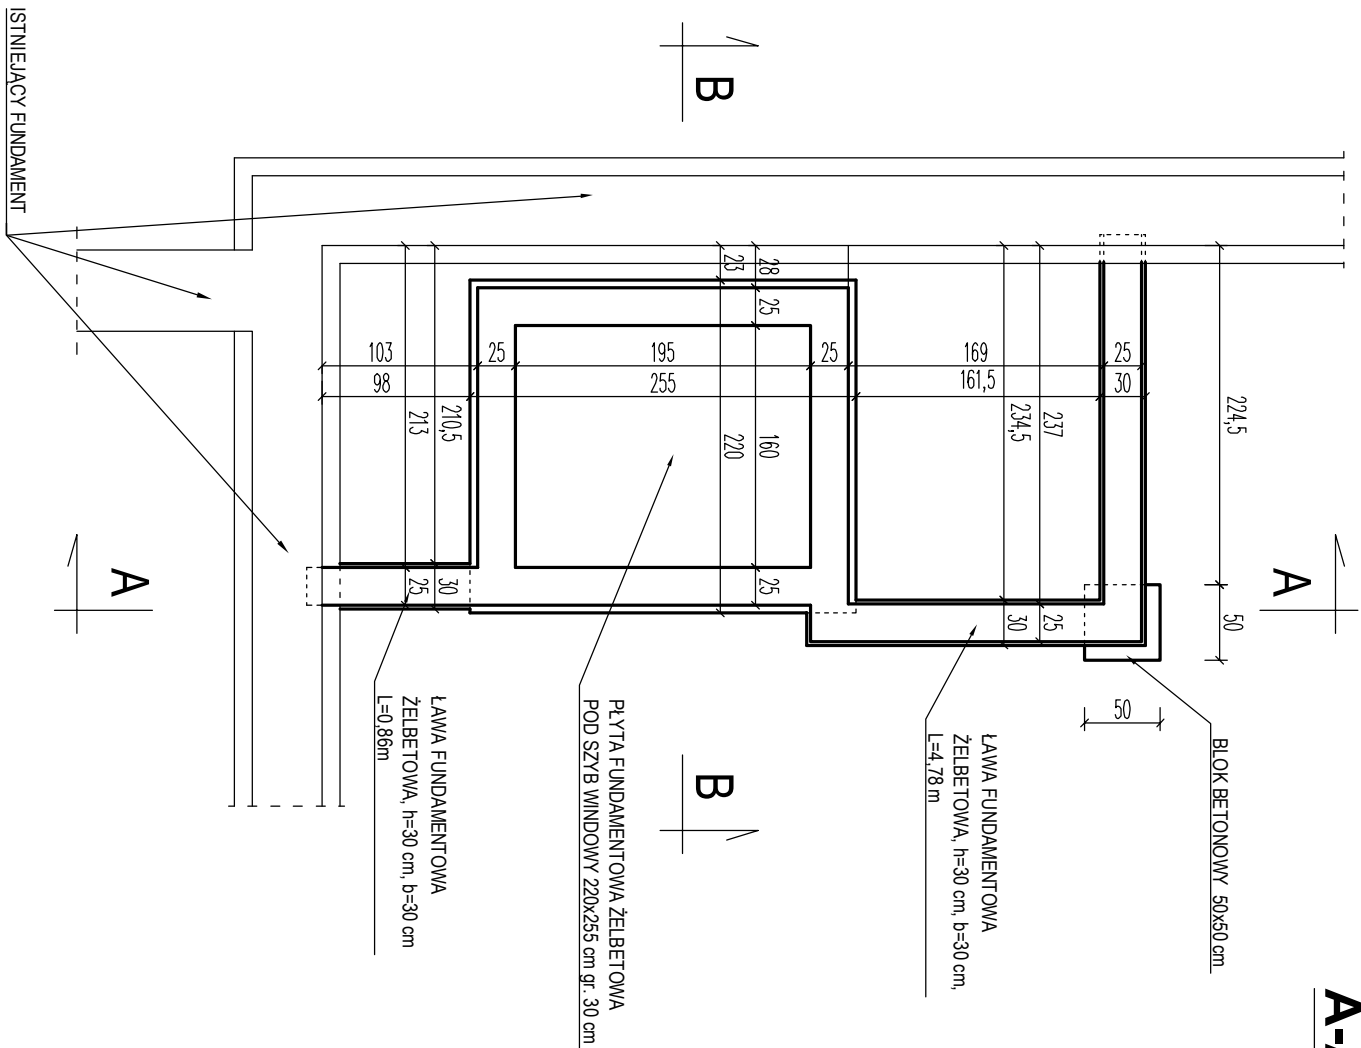 ISTNIEJĄCY FUNDAMENT
B
B
A
A
28
23
25
103
25
195
25
169
25
98
255
161,5
30
224,5
213
210,5
220
160
234,5
237
25
30
25
30
25
50
50
BLOK BETONOWY 50x50 cm
ŁAWA FUNDAMENTOWA
ŻELBETOWA, h=30 cm, b=30 cm,
L=4,78 m
PŁYTA FUNDAMENTOWA ŻELBETOWA
POD SZYB WINDOWY 220x255 cm gr. 30 cm
ŁAWA FUNDAMENTOWA
ŻELBETOWA, h=30 cm, b=30 cm
L=0,86m